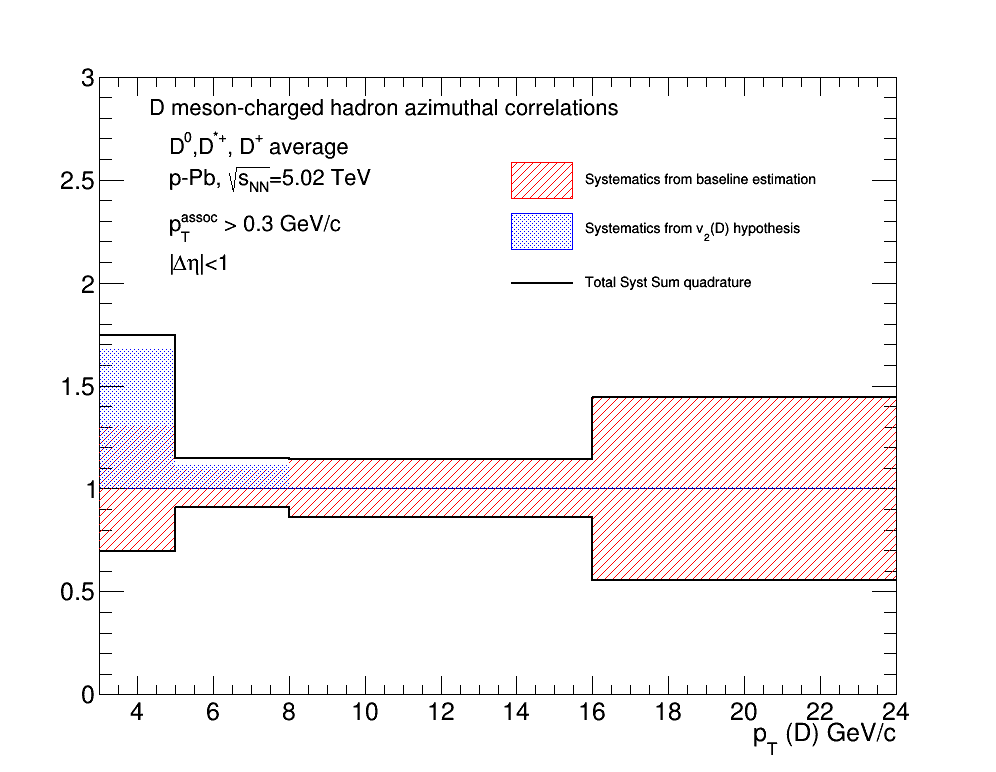 D meson-charged hadron azimuthal correlations
D⁰,D*⁺, D⁺ average
p-Pb, √sNN=5.02 TeV
pTassoc > 0.3 GeV/c
|Δη|<1
Systematics from baseline estimation
Systematics from v₂(D) hypothesis
Total Syst Sum quadrature
3
2.5
2
1.5
1
0.5
0
4 6 8 10 12 14 16 18 20 22 24
pT (D) GeV/c